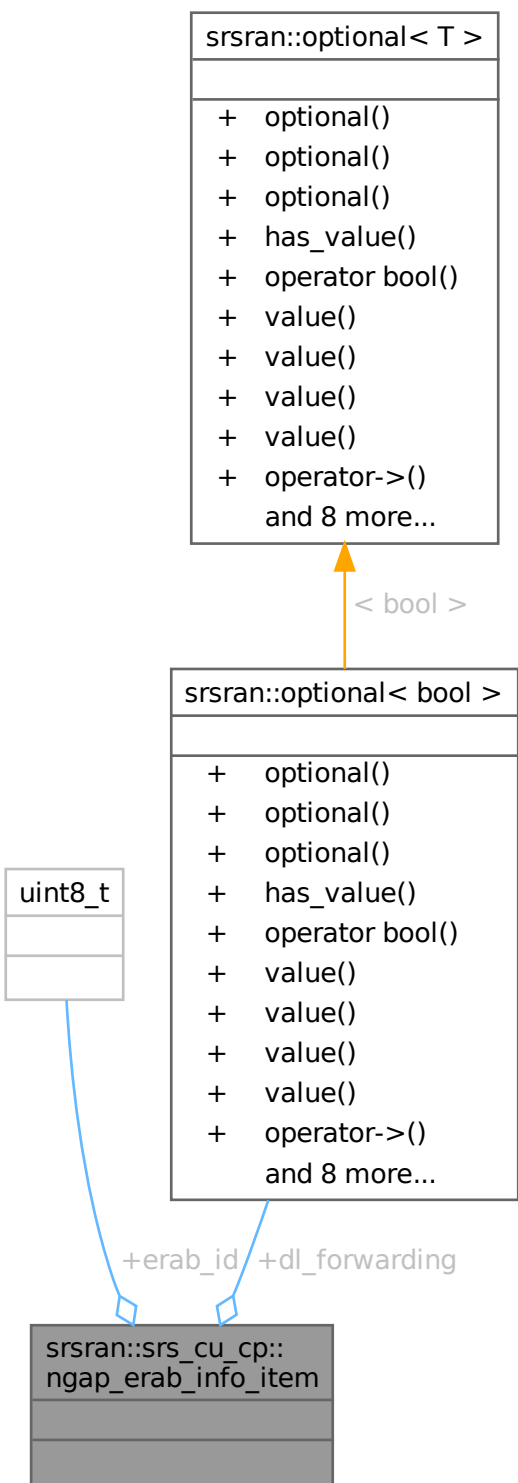 srsran::optional< T >
+ optional()
+ optional()
+ optional()
+ has_value()
+ operator bool()
+ value()
+ value()
+ value()
+ value()
+ operator->()
and 8 more...
< bool >
srsran::optional< bool >
+ optional()
+ optional()
+ optional()
+ has_value()
+ operator bool()
+ value()
+ value()
+ value()
+ value()
+ operator->()
and 8 more...
uint8_t
+erab_id
+dl_forwarding
srsran::srs_cu_cp::
ngap_erab_info_item